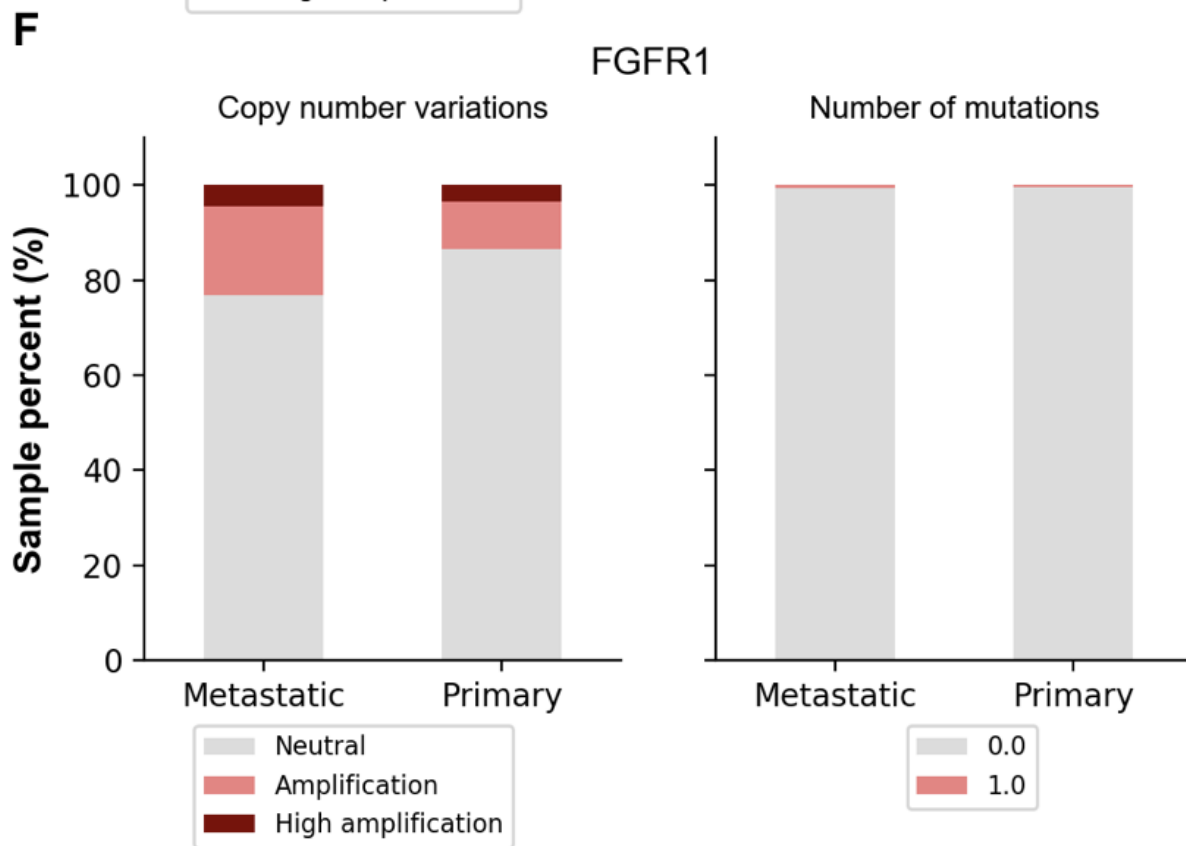 F
FGFR1
Copy number variations
Number of mutations
Sample percent (%)
100
80
60
40
20
0
Metastatic
Primary
Metastatic
Primary
Neutral
Amplification
High amplification
0.0
1.0